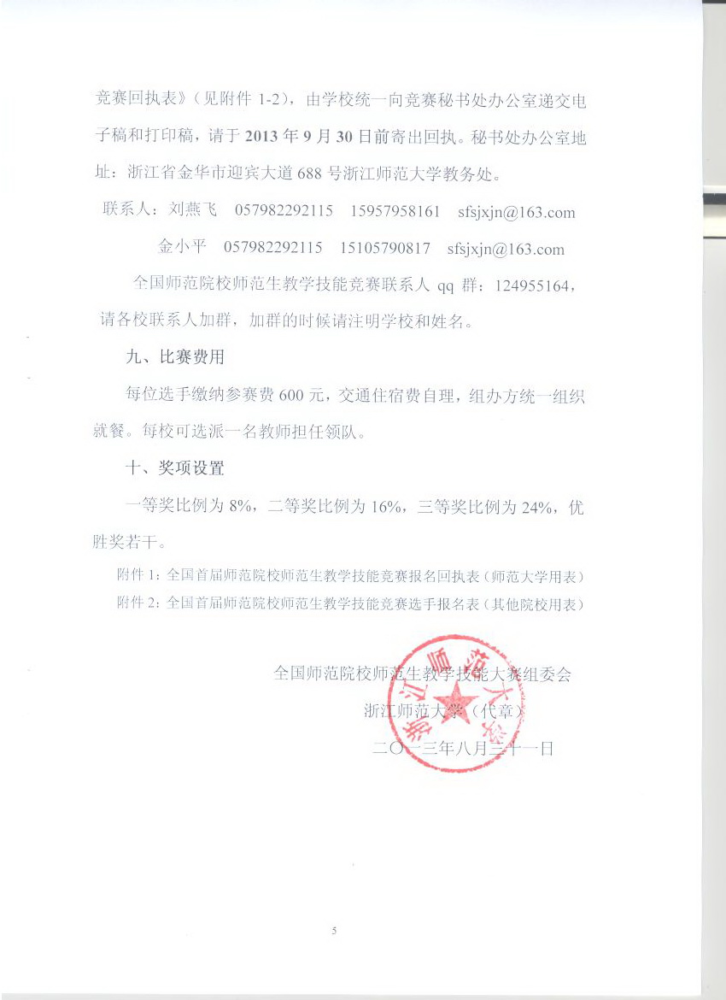 竞赛回执表》（见附件 1-2），由学校统一向竞赛秘书处办公室递交电
子稿和打印稿，请于 2013 年 9 月 30 日前寄出回执。秘书处办公室地
址：浙江省金华市迎宾大道 688 号浙江师范大学教务处。
联系人：刘燕飞 057982292115 15957958161 sfsjxjn@163.com
金小平 057982292115 15105790817 sfsjxjn@163.com
全国师范院校师范生教学技能竞赛联系人 qq 群：124955164，
请各校联系人加群，加群的时候请注明学校和姓名。
九、比赛费用
每位选手缴纳参赛费 600 元，交通住宿费自理，组办方统一组织
就餐。每校可选派一名教师担任领队。
十、奖项设置
一等奖比例为 8%，二等奖比例为 16%，三等奖比例为 24%，优
胜奖若干。
附件 1：全国首届师范院校师范生教学技能竞赛报名回执表（师范大学用表）
附件 2：全国首届师范院校师范生教学技能竞赛选手报名表（其他院校用表）
全国师范院校师范生教学技能大赛组委会
浙江师范大学（代章）
二〇一三年八月三十一日
浙江师范大学
5